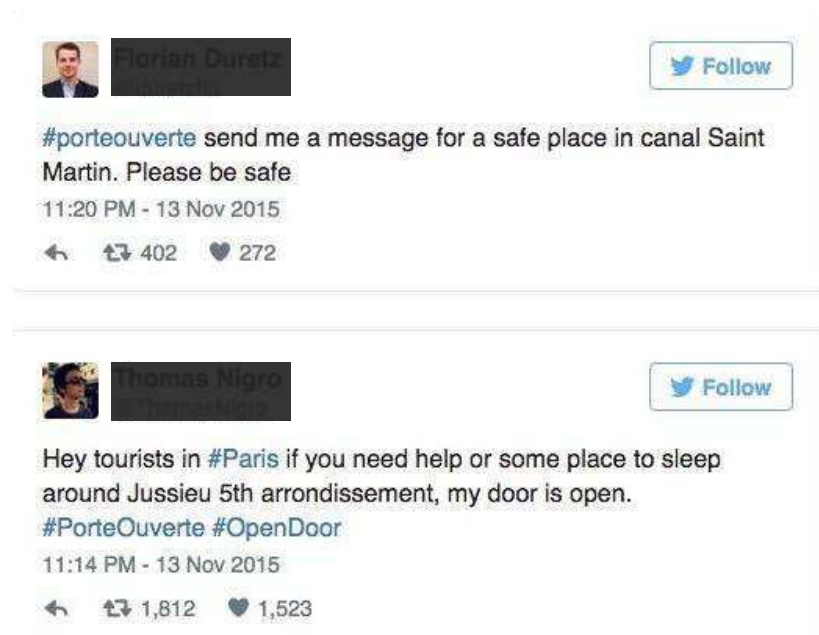 Follow
#porteouverte send me a message for a safe place in canal Saint
Martin. Please be safe
11:20 PM - 13 Nov 2015
402 272
Follow
Hey tourists in #Paris if you need help or some place to sleep
around Jussieu 5th arrondissement, my door is open.
#PorteOuverte #OpenDoor
11:14 PM - 13 Nov 2015
1,812 1,523